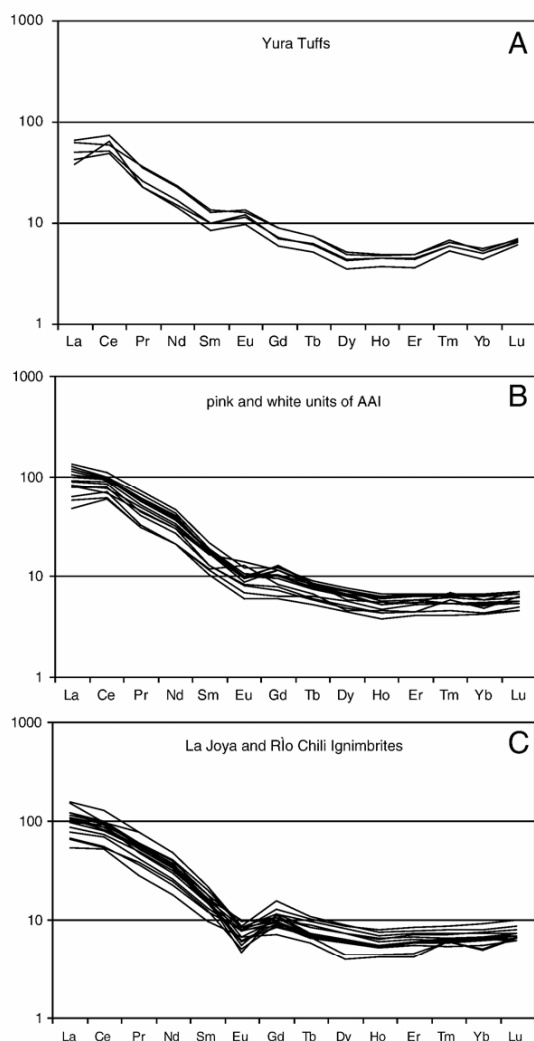 1000
Yura Tuffs
A
100
10
1
La Ce Pr Nd Sm Eu Gd Tb Dy Ho Er Tm Yb Lu
1000
pink and white units of AAI
B
100
10
1
La Ce Pr Nd Sm Eu Gd Tb Dy Ho Er Tm Yb Lu
1000
La Joya and RÌo Chili Ignimbrites
C
100
10
1
La Ce Pr Nd Sm Eu Gd Tb Dy Ho Er Tm Yb Lu